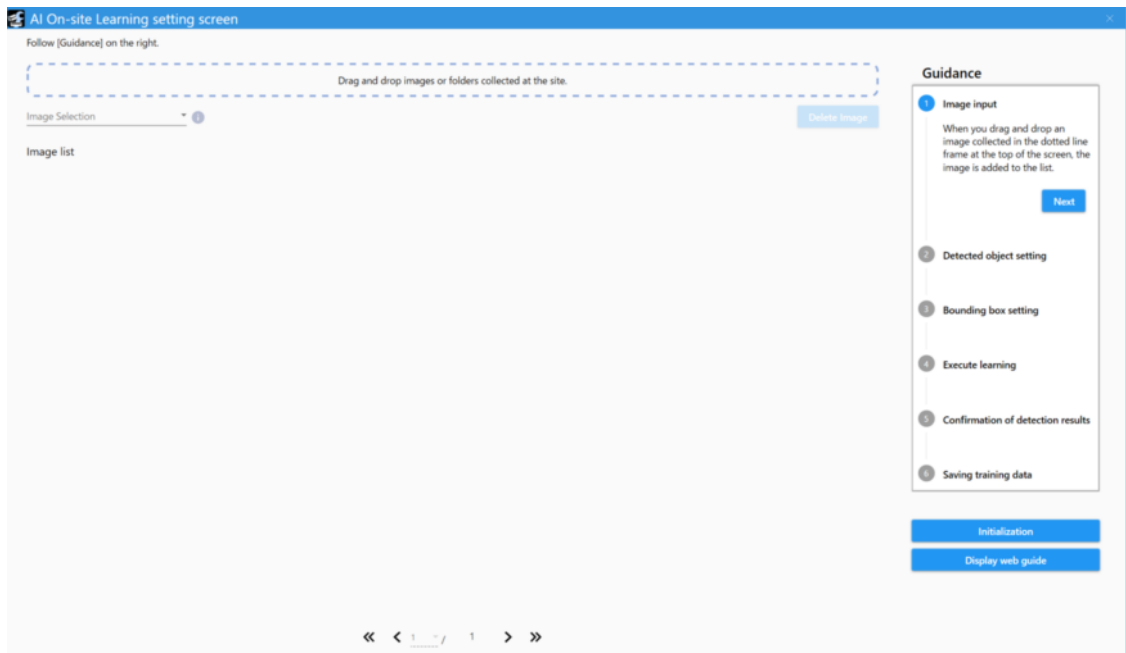 AI On-site Learning setting screen
Follow [Guidance] on the right.
Drag and drop images or folders collected at the site.
Image Selection
Delete Image
Image list
Guidance
1 Image input
When you drag and drop an
image collected in the dotted line
frame at the top of the screen, the
image is added to the list.
Next
2 Detected object setting
3 Bounding box setting
4 Execute learning
5 Confirmation of detection results
6 Saving training data
Initialization
Display web guide
1 / 1